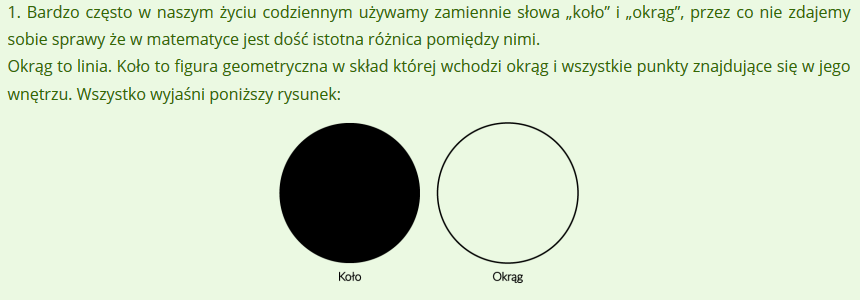 1. Bardzo często w naszym życiu codziennym używamy zamiennie słowa „koło” i „okrąg”, przez co nie zdajemy
sobie sprawy że w matematyce jest dość istotna różnica pomiędzy nimi.
Okrąg to linia. Koło to figura geometryczna w skład której wchodzi okrąg i wszystkie punkty znajdujące się w jego
wnętrzu. Wszystko wyjaśni poniższy rysunek:
Koło
Okrąg